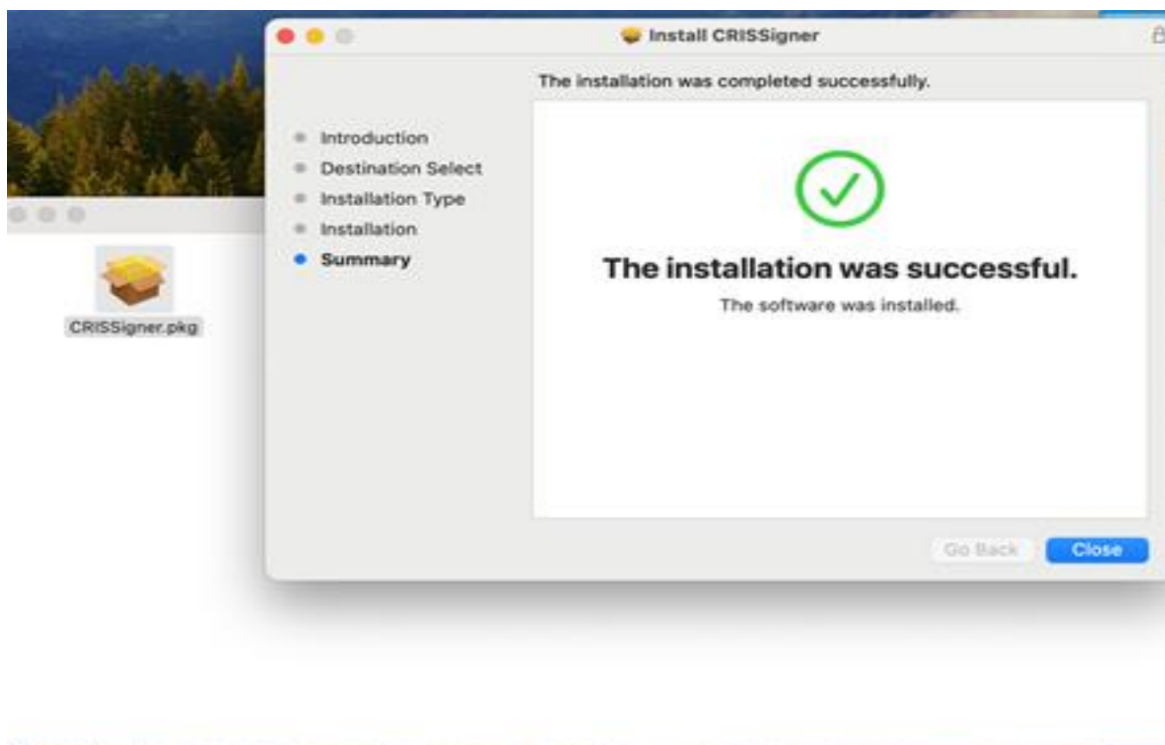 Install CRISSigner
The installation was completed successfully.
Introduction
Destination Select
Installation Type
Installation
Summary
The installation was successful.
The software was installed.
CRISSigner.pkg
Go Back
Close